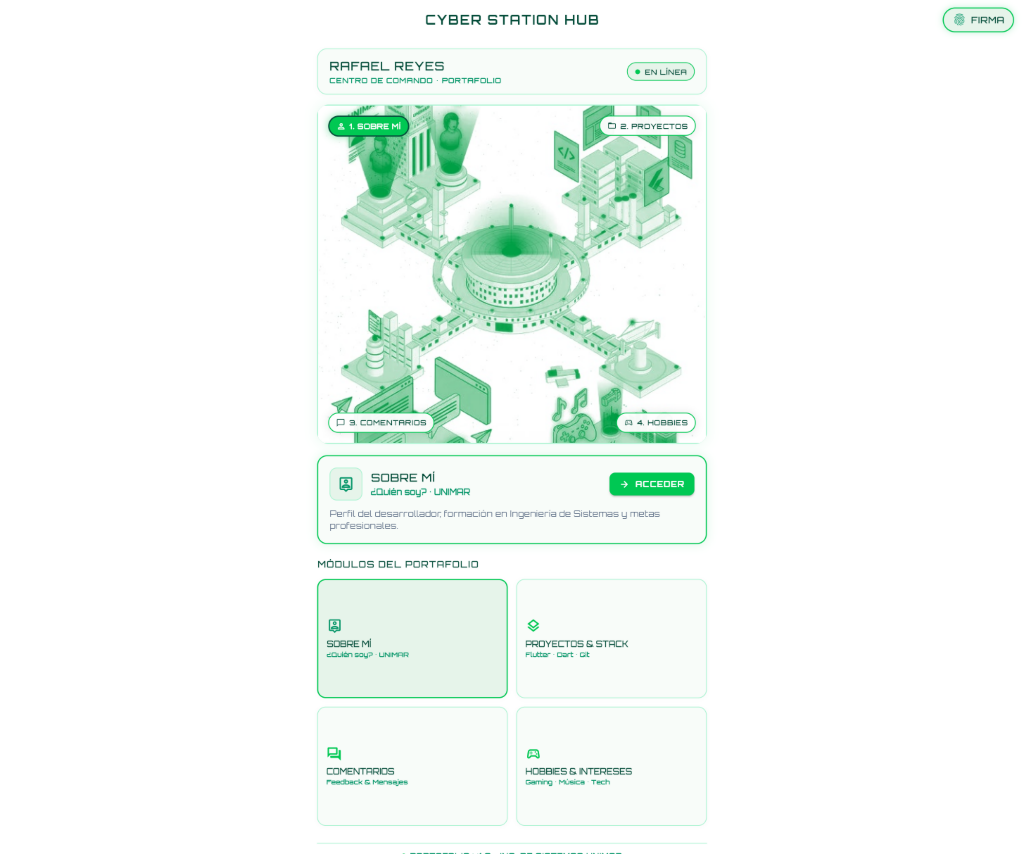 CYBER STATION HUB
FIRMA
RAFAEL REYES
CENTRO DE COMANDO · PORTAFOLIO
EN LÍNEA
1. SOBRE MÍ
2. PROYECTOS
</>
3. COMENTARIOS
4. HOBBIES
SOBRE MÍ
¿Quién soy? · UNIMAR
ACCEDER
Perfil del desarrollador, formación en Ingeniería de Sistemas y metas
profesionales.
MÓDULOS DEL PORTAFOLIO
SOBRE MÍ
¿Quién soy? · UNIMAR
PROYECTOS & STACK
Flutter · Dart · Git
COMENTARIOS
Feedback & Mensajes
HOBBIES & INTERESES
Gaming · Música · Tech